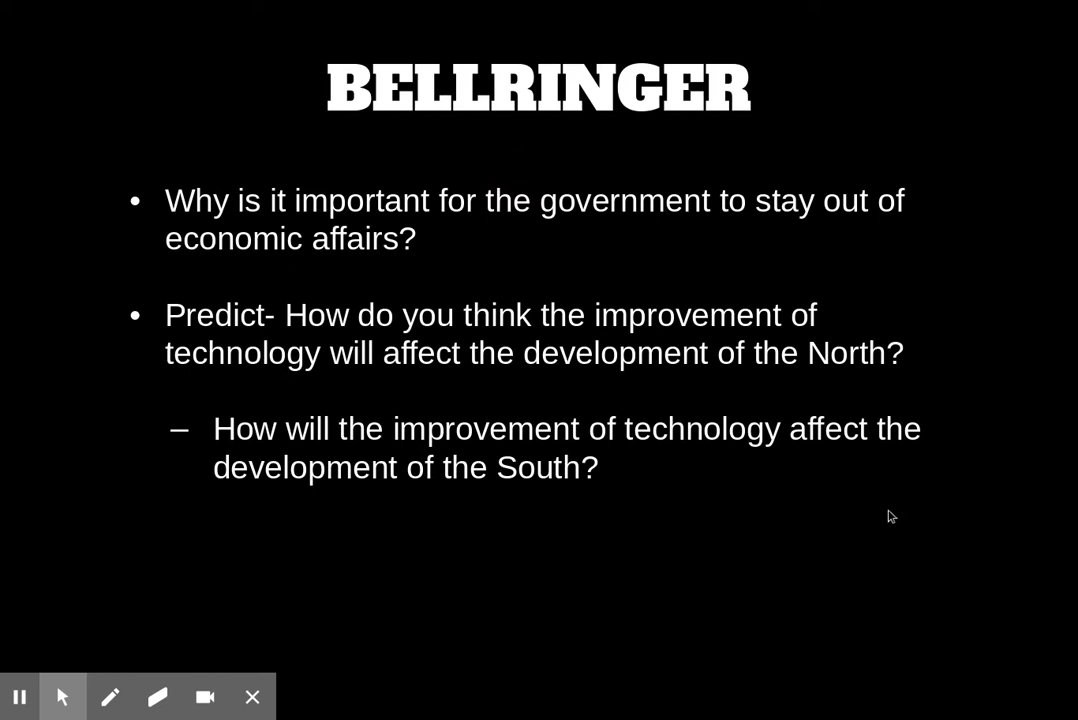 BELLRINGER
• Why is it important for the government to stay out of
economic affairs?
• Predict- How do you think the improvement of
technology will affect the development of the North?
– How will the improvement of technology affect the
development of the South?